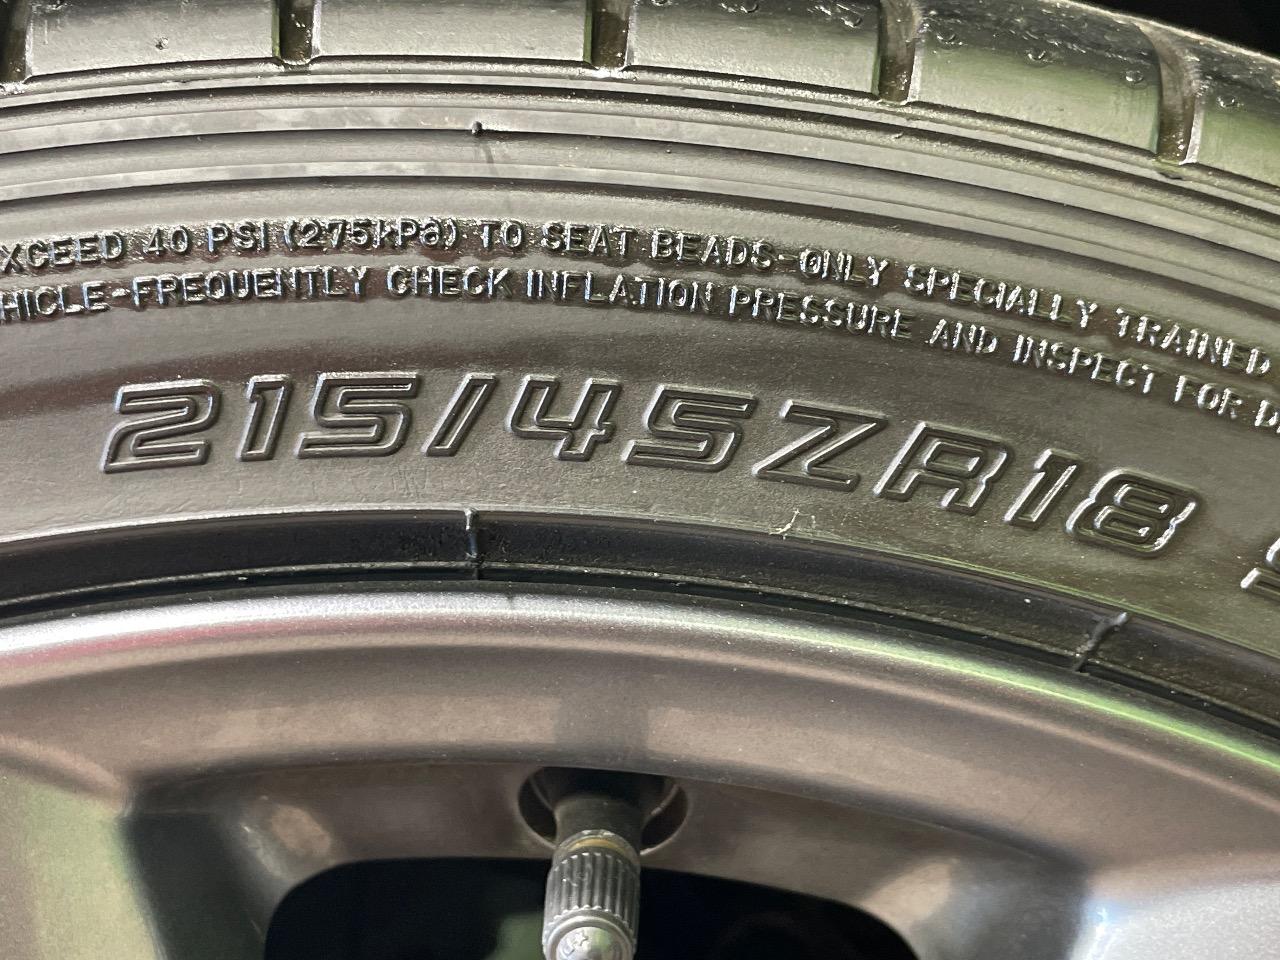 XCEED 40 PSI (275kPa) TO SEAT BEADS-ONLY SPECIALLY TRAINED
HICLE-FREQUENTLY CHECK INFLATION PRESSURE AND INSPECT FOR D
215/45ZR18